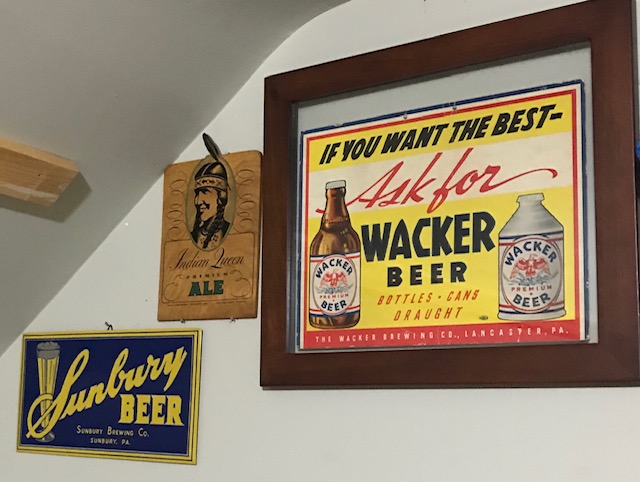 IF YOU WANT THE BEST-
Ask for
WACKER
BEER
BOTTLES - CANS
DRAUGHT
THE WACKER BREWING CO., LANCASTER, PA.
WACKER
PREMIUM
BEER
WACKER
PREMIUM
BEER
Indian Queen
PREMIUM
ALE
Sunbury
BEER
SUNBURY BREWING CO.
SUNBURY, PA.